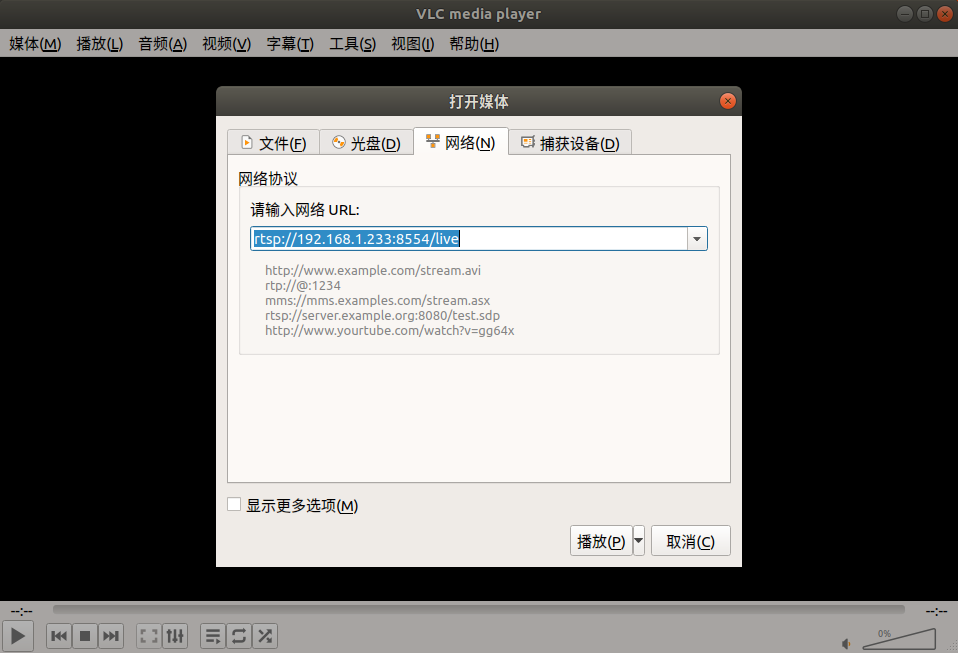 VLC media player
媒体(M) 播放(L) 音频(A) 视频(V) 字幕(T) 工具(S) 视图(I) 帮助(H)
打开媒体
文件(F) 光盘(D) 网络(N) 捕获设备(D)
网络协议
请输入网络 URL:
rtsp://192.168.1.233:8554/live
http://www.example.com/stream.avi
rtp://@:1234
mms://mms.examples.com/stream.asx
rtsp://server.example.org:8080/test.sdp
http://www.yourtube.com/watch?v=gg64x
显示更多选项(M)
播放(P) 取消(C)
--:-- --:--
0%